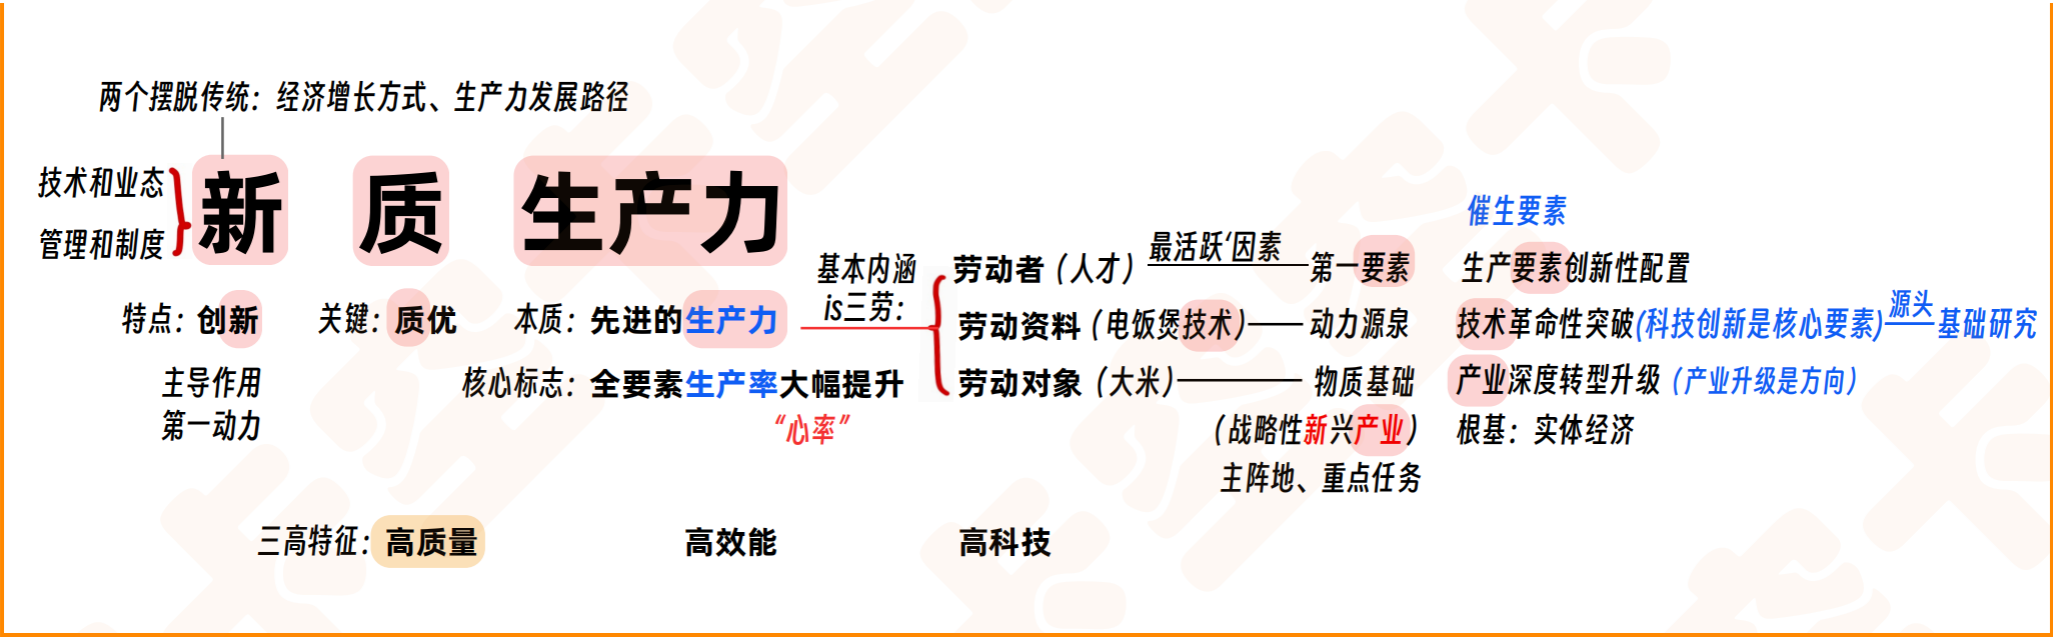 两个摆脱传统：经济增长方式、生产力发展路径
技术和业态
管理和制度
新 质 生产力
特点：创新 关键：质优 本质：先进的生产力
主导作用
第一动力
核心标志：全要素生产率大幅提升
“心率”
基本内涵
is三劳：
劳动者（人才） 最活跃‘因素 第一要素
劳动资料（电饭煲技术） 动力源泉
劳动对象（大米） 物质基础
（战略性新兴产业）
主阵地、重点任务
催生要素
生产要素创新性配置
技术革命性突破(科技创新是核心要素) 源头 基础研究
产业深度转型升级（产业升级是方向）
根基：实体经济
三高特征：高质量 高效能 高科技